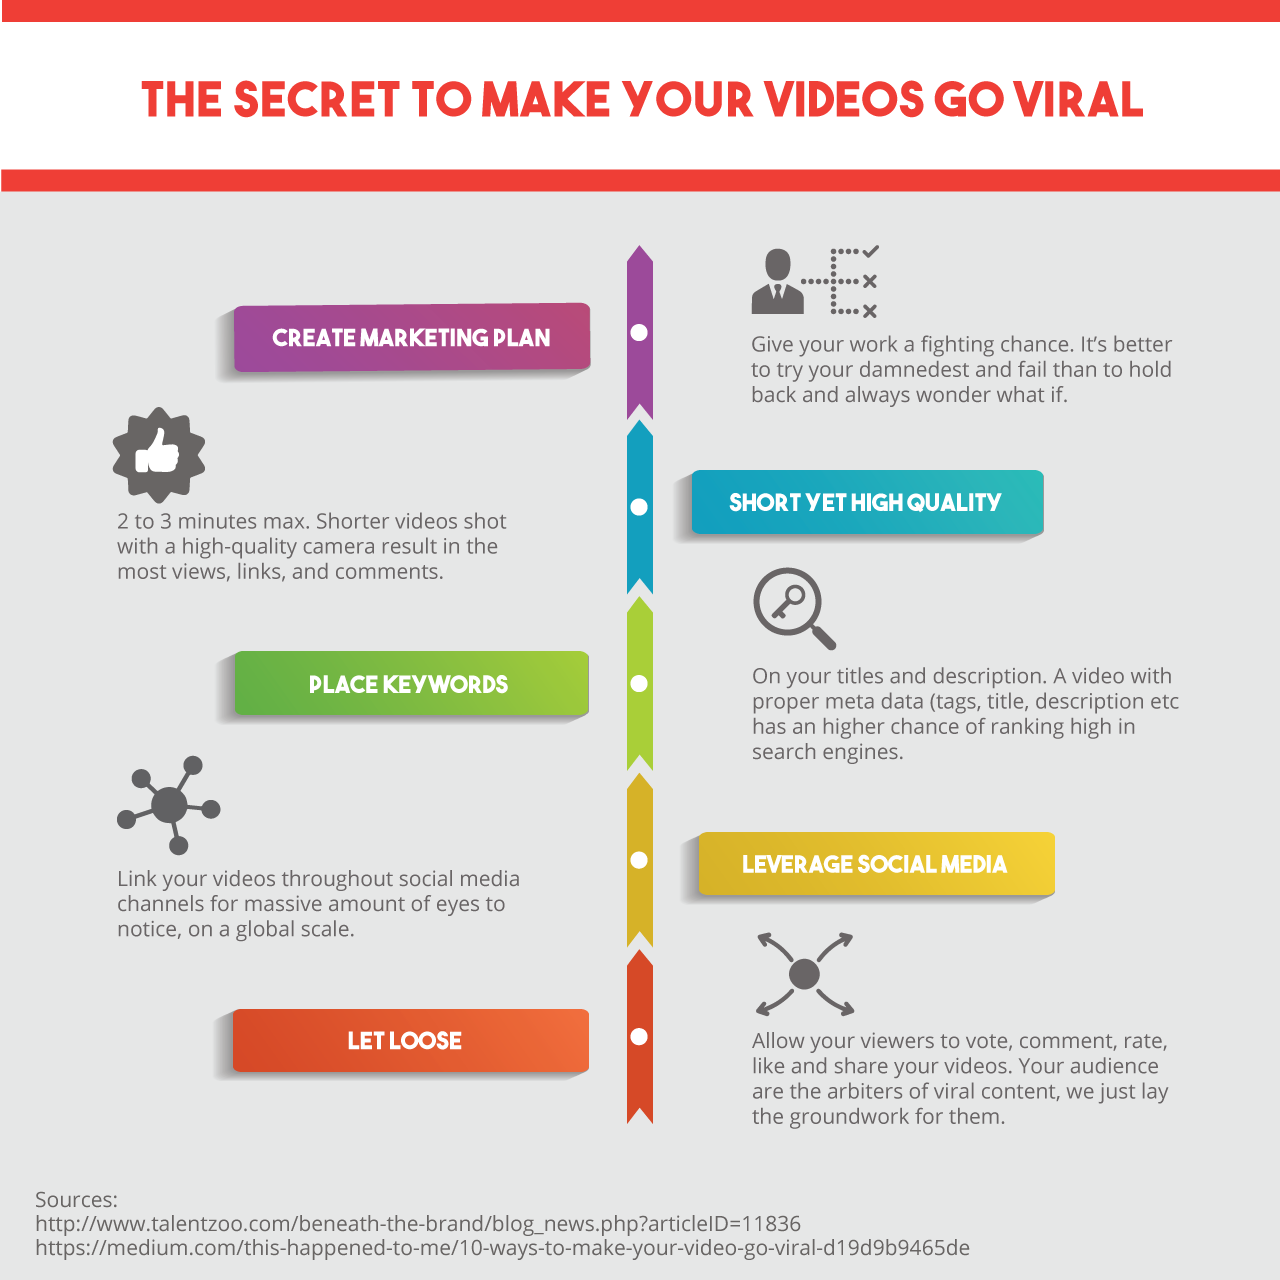 THE SECRET TO MAKE YOUR VIDEOS GO VIRAL
CREATE MARKETING PLAN
Give your work a fighting chance. It's better
to try your damnedest and fail than to hold
back and always wonder what if.
SHORT YET HIGH QUALITY
2 to 3 minutes max. Shorter videos shot
with a high-quality camera result in the
most views, links, and comments.
PLACE KEYWORDS
On your titles and description. A video with
proper meta data (tags, title, description etc
has an higher chance of ranking high in
search engines.
LEVERAGE SOCIAL MEDIA
Link your videos throughout social media
channels for massive amount of eyes to
notice, on a global scale.
LET LOOSE
Allow your viewers to vote, comment, rate,
like and share your videos. Your audience
are the arbiters of viral content, we just lay
the groundwork for them.
Sources:
http://www.talentzoo.com/beneath-the-brand/blog_news.php?articleID=11836
https://medium.com/this-happened-to-me/10-ways-to-make-your-video-go-viral-d19d9b9465de